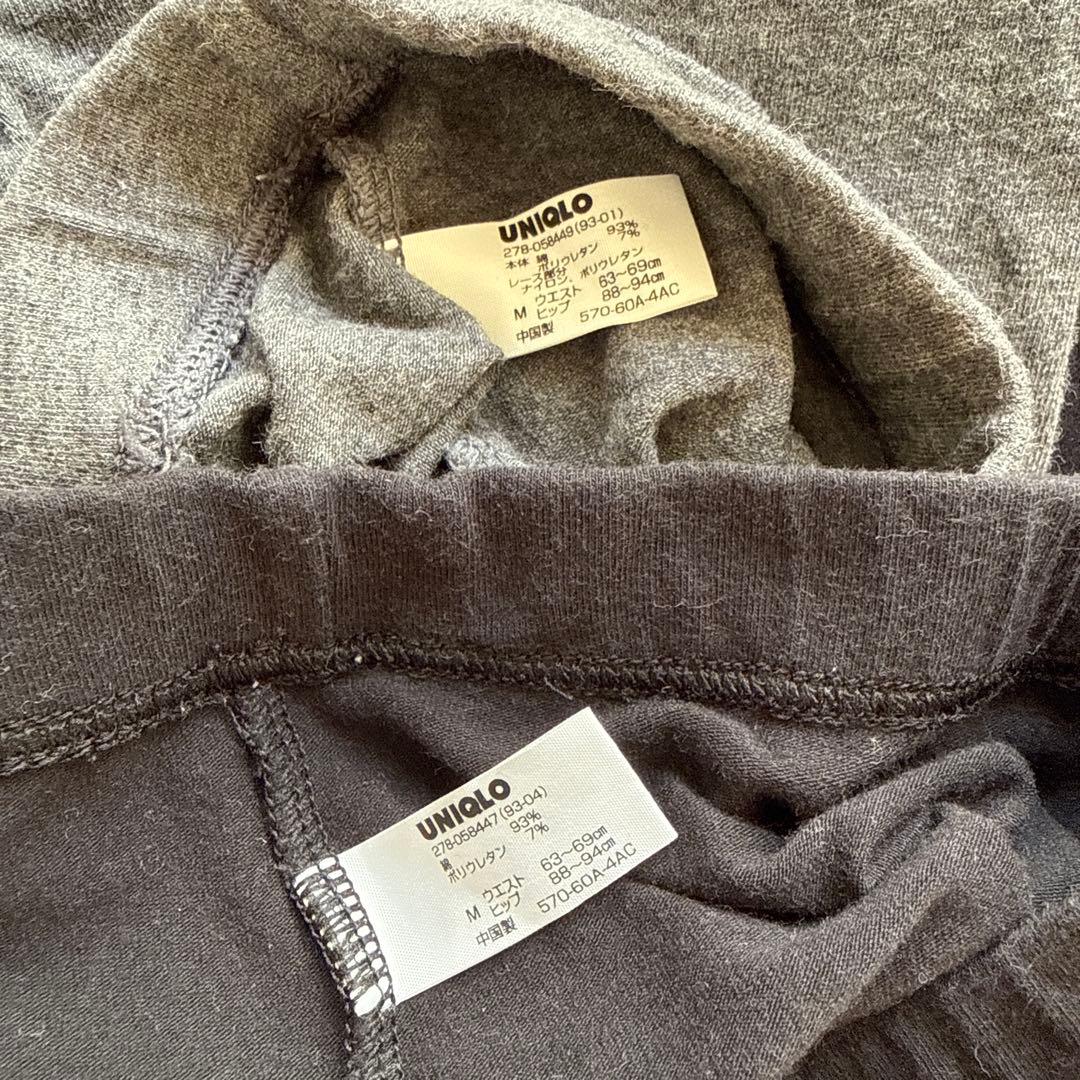 UNIQLO
278-058449(93-01)
本体 綿 93%
ポリウレタン 7%
レース部分
ナイロン、ポリウレタン
ウエスト 63〜69㎝
M ヒップ 88〜94㎝
中国製 570-60A-4AC
UNIQLO
278-058447(93-04)
綿 93%
ポリウレタン 7%
ウエスト 63〜69㎝
M ヒップ 88〜94㎝
中国製 570-60A-4AC